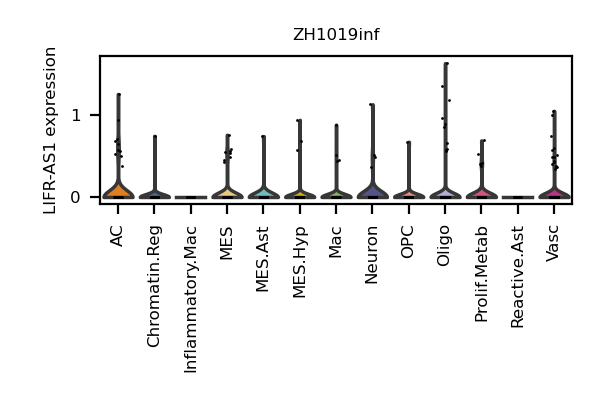 ZH1019inf
LIFR-AS1 expression
1
0
AC
Chromatin.Reg
Inflammatory.Mac
MES
MES.Ast
MES.Hyp
Mac
Neuron
OPC
Oligo
Prolif.Metab
Reactive.Ast
Vasc